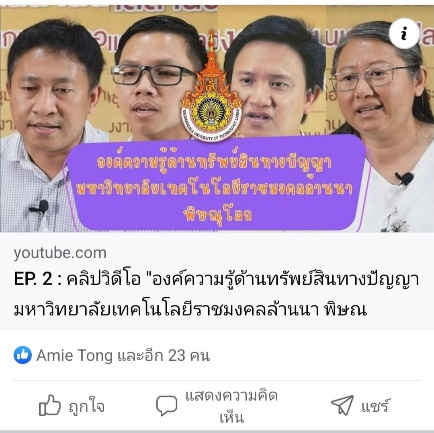 องค์ความรู้ด้านทรัพย์สินทางปัญญา
มหาวิทยาลัยเทคโนโลยีราชมงคลล้านนา
พิษณุโลก
youtube.com
EP. 2 : คลิปวิดีโอ "องค์ความรู้ด้านทรัพย์สินทางปัญญา
มหาวิทยาลัยเทคโนโลยีราชมงคลล้านนา พิษณ
Amie Tong และอีก 23 คน
ถูกใจ
แสดงความคิด
เห็น
แชร์